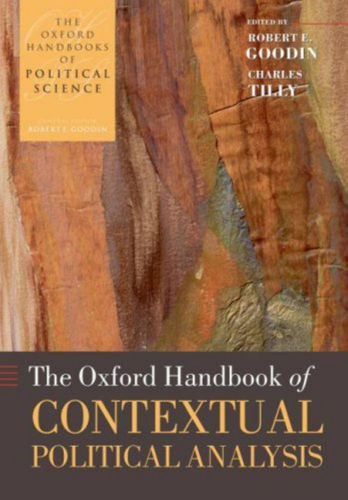 THE
OXFORD
HANDBOOKS
OF
POLITICAL
SCIENCE
GENERAL EDITOR
ROBERT E. GOODIN
EDITED BY
ROBERT E.
GOODIN
CHARLES
TILLY
The Oxford Handbook of
CONTEXTUAL
POLITICAL ANALYSIS